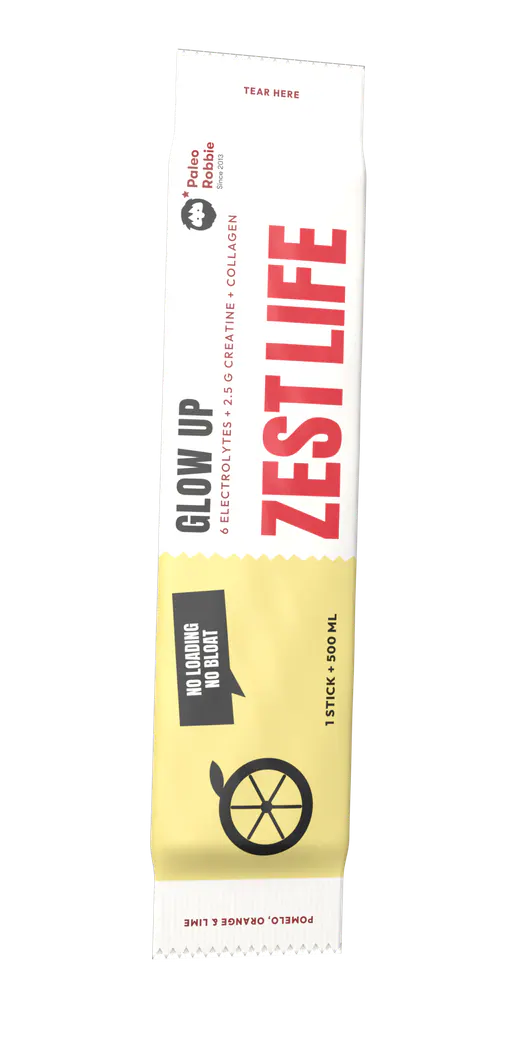 TEAR HERE
Paleo
Robbie
Since 2013
GLOW UP
6 ELECTROLYTES + 2.5 G CREATINE + COLLAGEN
ZEST LIFE
NO LOADING
NO BLOAT
1 STICK + 500 ML
POMELO, ORANGE & LIME